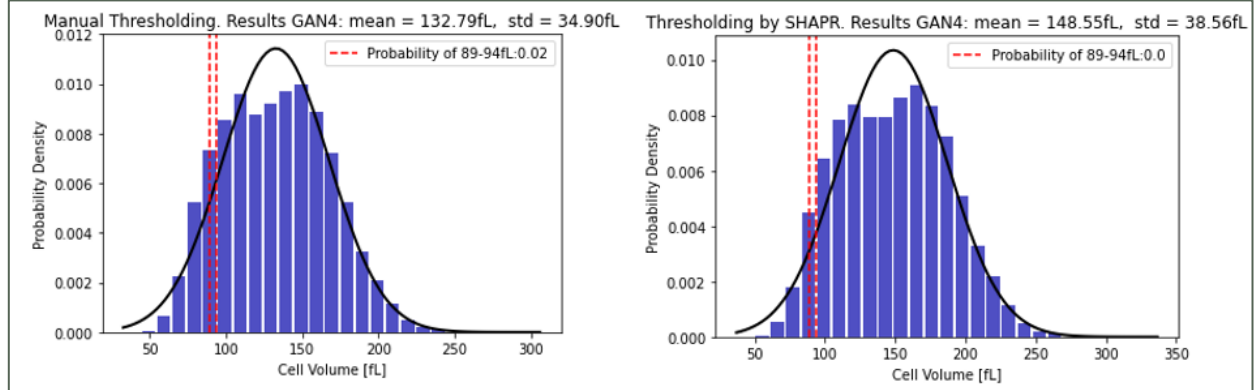 Manual Thresholding. Results GAN4: mean = 132.79fL,  std = 34.90fL
Probability of 89-94fL:0.02
0.012
0.010
0.008
0.006
0.004
0.002
0.000
Probability Density
50 100 150 200 250 300
Cell Volume [fL]
Thresholding by SHAPR. Results GAN4: mean = 148.55fL,  std = 38.56fL
Probability of 89-94fL:0.0
0.010
0.008
0.006
0.004
0.002
0.000
Probability Density
50 100 150 200 250 300 350
Cell Volume [fL]